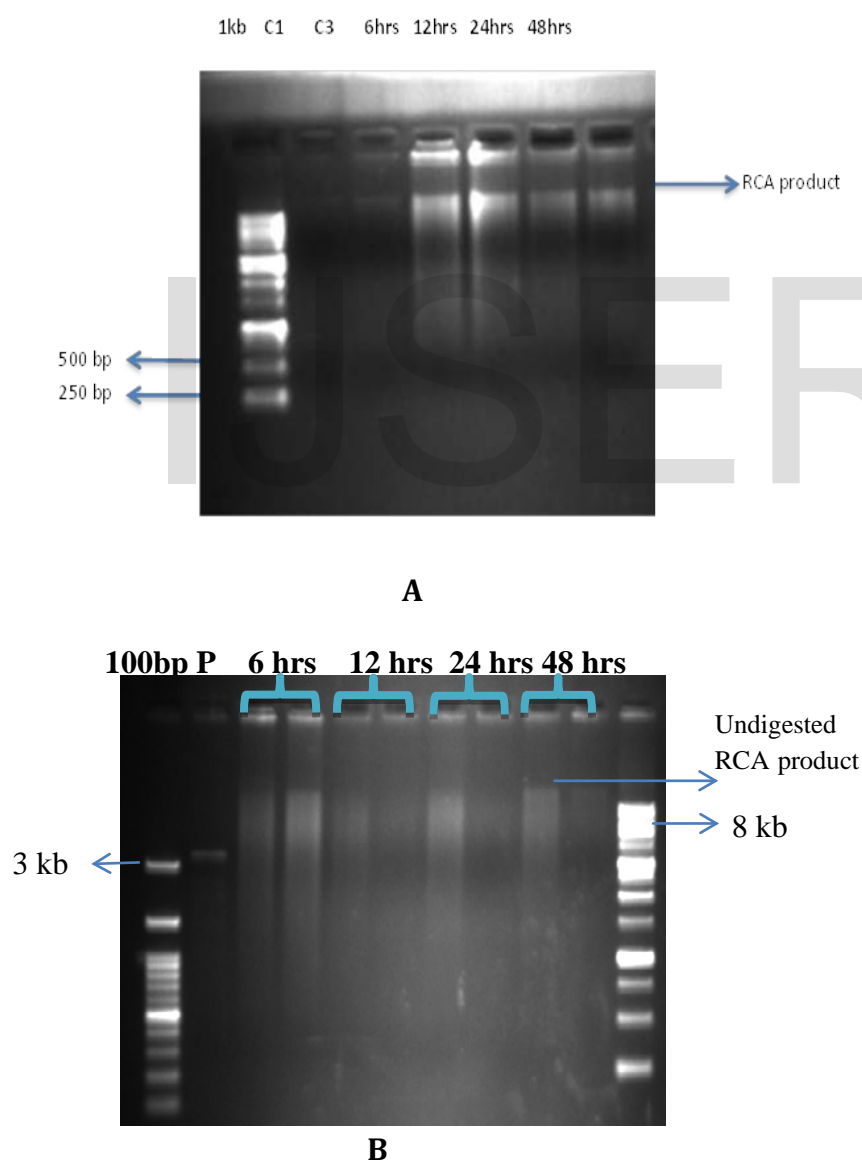 1kb C1 C3 6hrs 12hrs 24hrs 48hrs
RCA product
500 bp
250 bp
IJSER
A
100bp P 6 hrs 12 hrs 24 hrs 48 hrs
Undigested
RCA product
8 kb
3 kb
B